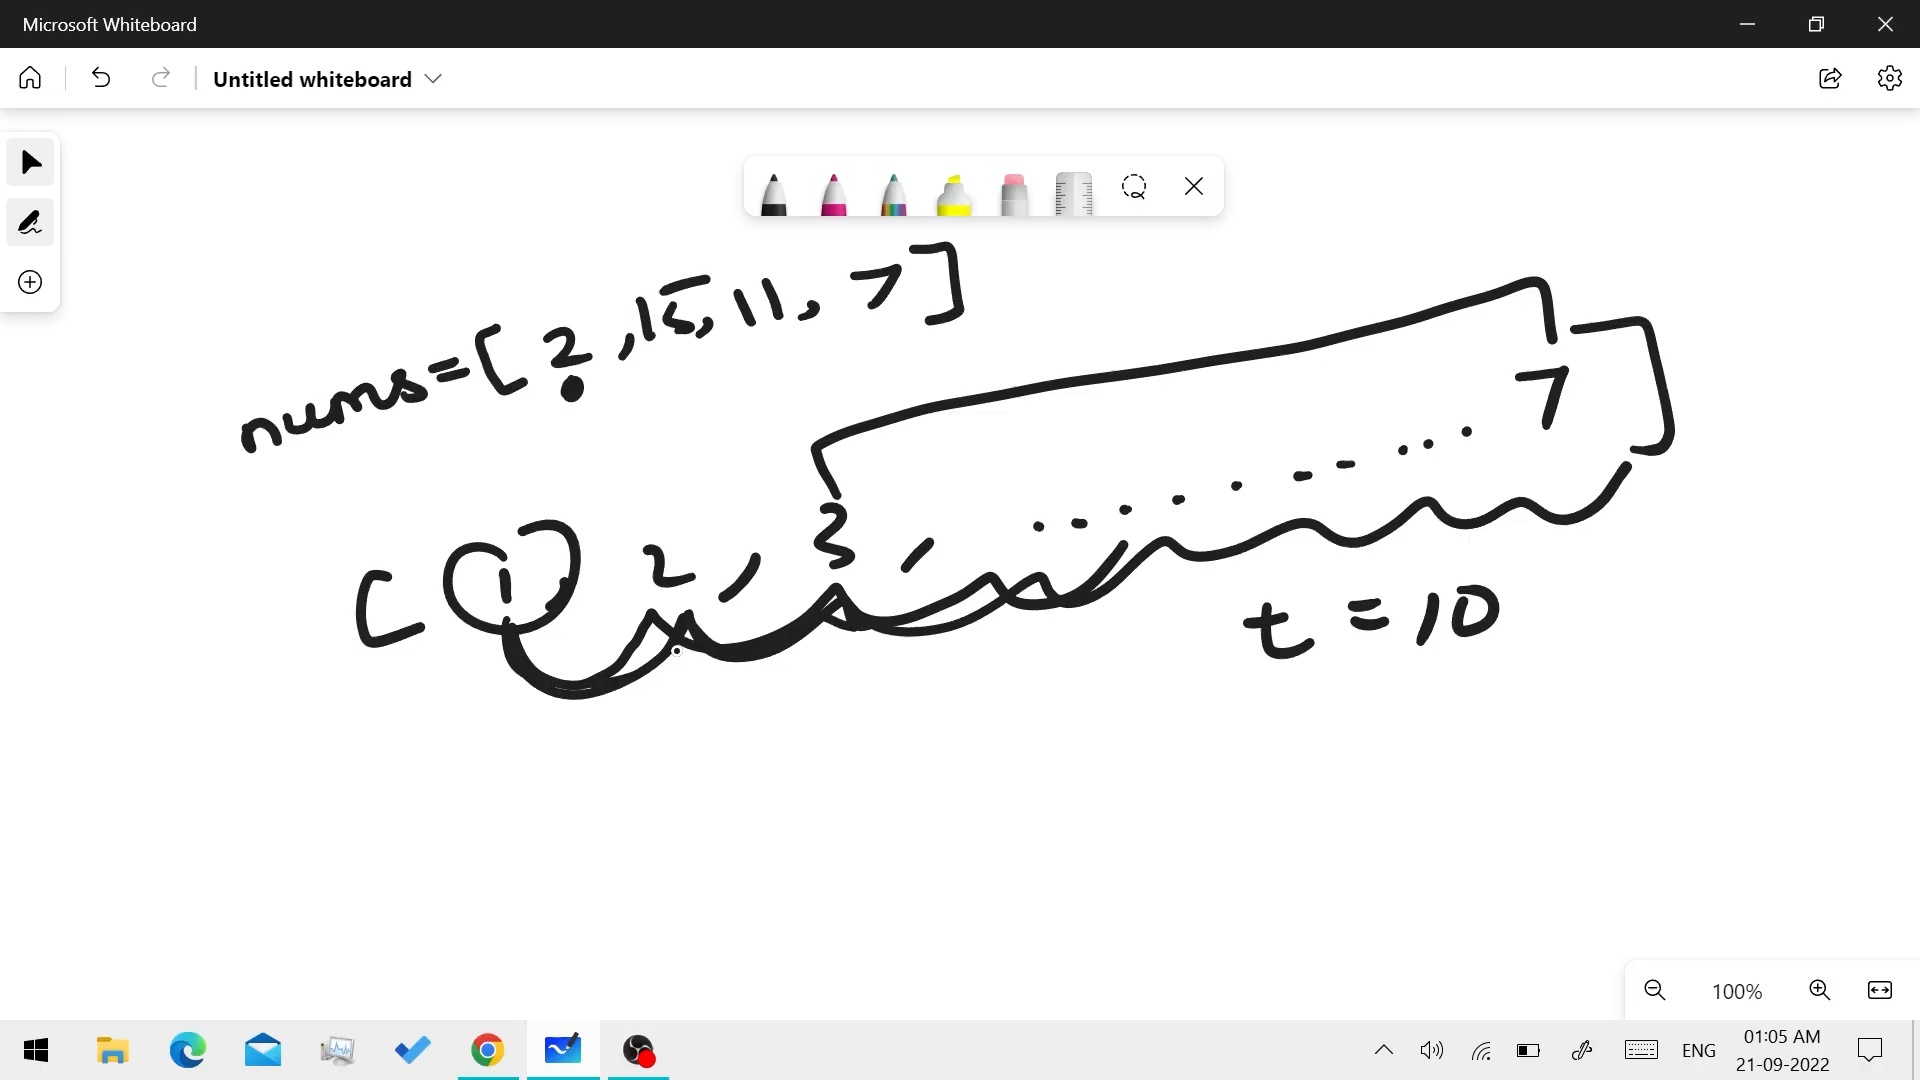 Microsoft Whiteboard
Untitled whiteboard
nums=[2,15,11,7]
[1, 2, 3, ............ 7]
t = 10
100%
ENG
01:05 AM
21-09-2022